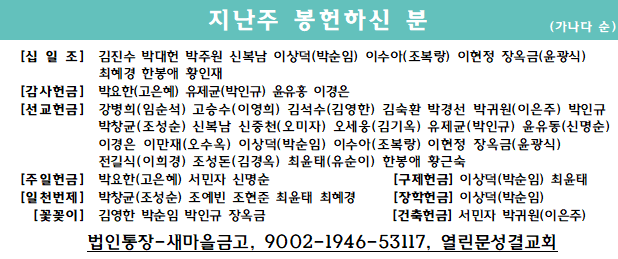 지난주 봉헌하신 분
(가나다 순)
[십 일 조] 김진수 박대헌 박주원 신복남 이상덕(박순임) 이수아(조복랑) 이현정 장옥금(윤광식)
최혜경 한봉애 황인재
[감사헌금] 박요한(고은혜) 유제균(박인규) 윤유홍 이경은
[선교헌금] 강병희(임순석) 고승수(이영희) 김석수(김영한) 김숙환 박경선 박귀원(이은주) 박인규
박창균(조성순) 신복남 신중천(오미자) 오세웅(김기옥) 유제균(박인규) 윤유동(신명순)
이경은 이만재(오수옥) 이상덕(박순임) 이수아(조복랑) 이현정 장옥금(윤광식)
전길식(이희경) 조성돈(김경옥) 최윤태(유순이) 한봉애 황근숙
[주일헌금] 박요한(고은혜) 서민자 신명순 [구제헌금] 이상덕(박순임) 최윤태
[일천번제] 박창균(조성순) 조예빈 조현준 최윤태 최혜경 [장학헌금] 이상덕(박순임)
[꽃꽂이] 김영한 박순임 박인규 장옥금 [건축헌금] 서민자 박귀원(이은주)
법인통장-새마을금고, 9002-1946-53117, 열린문성결교회